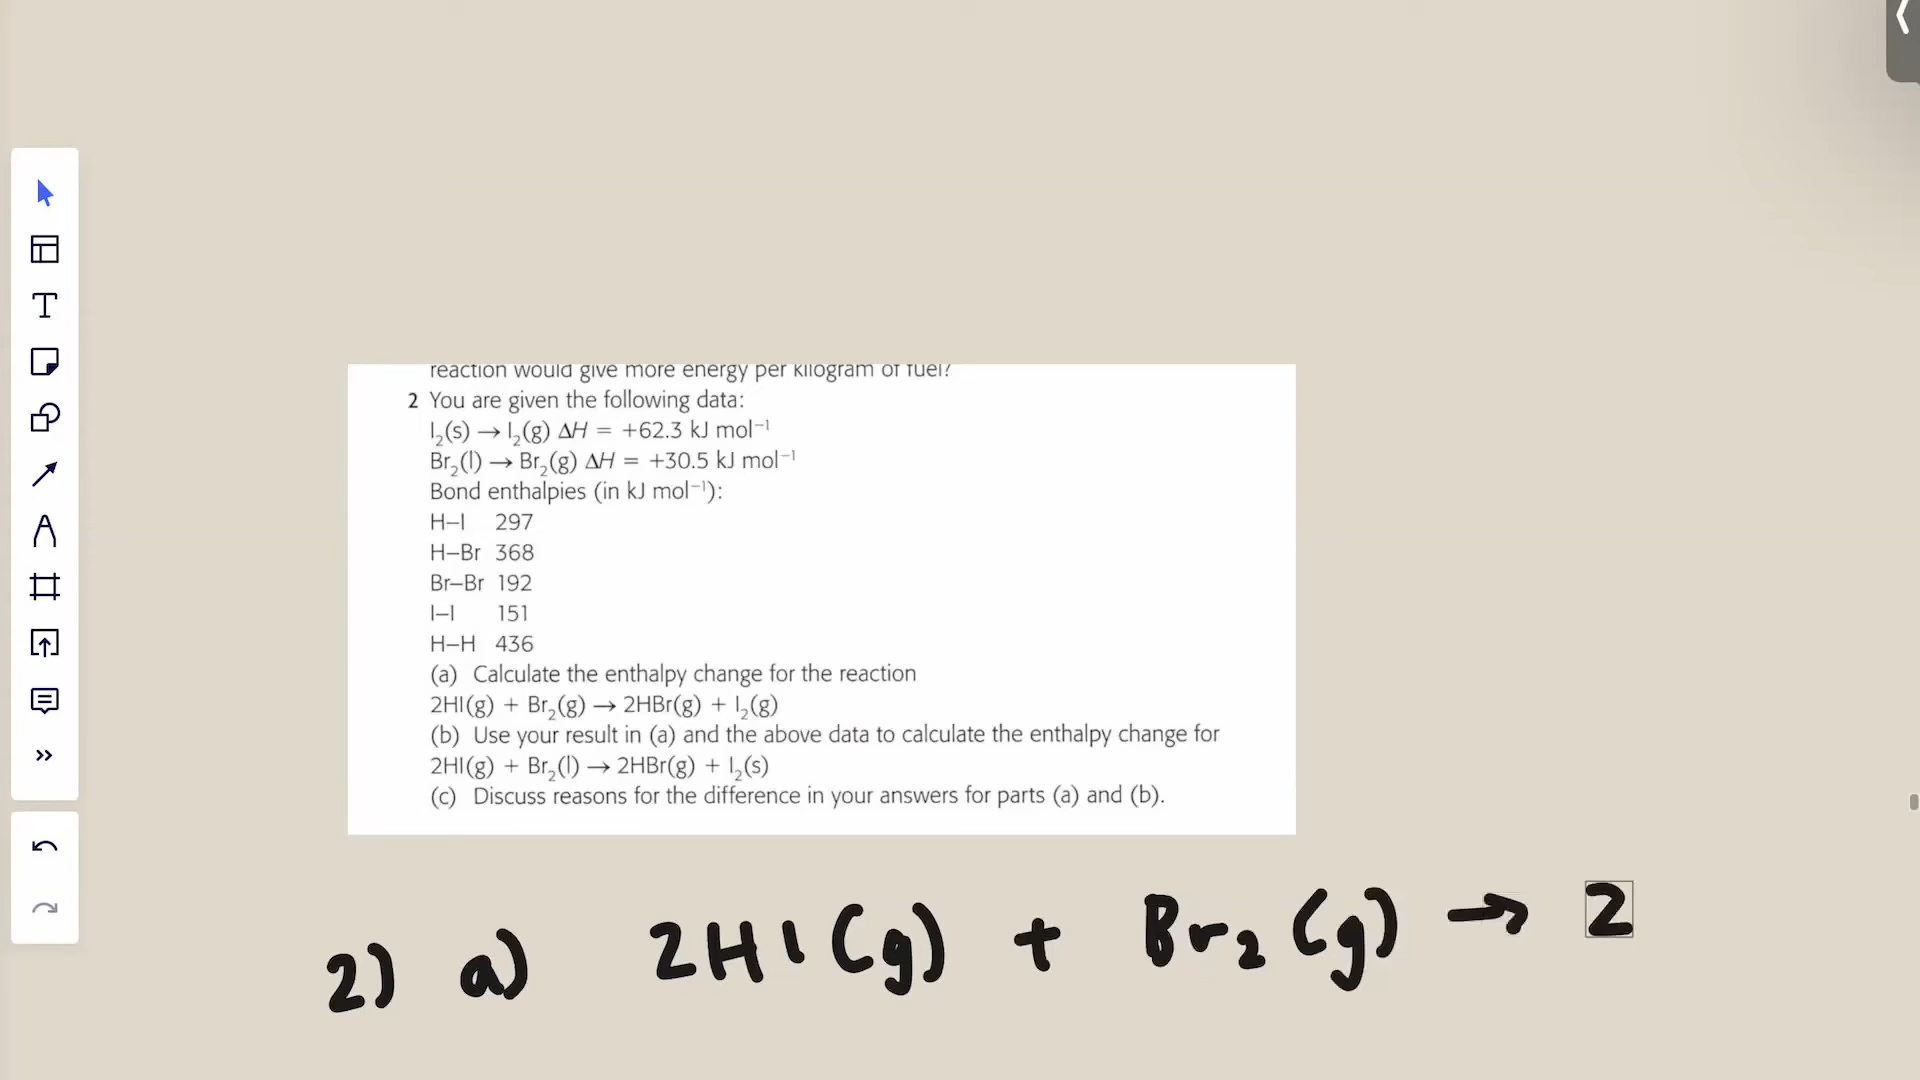 reaction would give more energy per kilogram of fuel?
2 You are given the following data:
I₂(s) → I₂(g) ΔH = +62.3 kJ mol⁻¹
Br₂(l) → Br₂(g) ΔH = +30.5 kJ mol⁻¹
Bond enthalpies (in kJ mol⁻¹):
H–I 297
H–Br 368
Br–Br 192
I–I 151
H–H 436
(a) Calculate the enthalpy change for the reaction
2HI(g) + Br₂(g) → 2HBr(g) + I₂(g)
(b) Use your result in (a) and the above data to calculate the enthalpy change for
2HI(g) + Br₂(l) → 2HBr(g) + I₂(s)
(c) Discuss reasons for the difference in your answers for parts (a) and (b).
2) a) 2HI(g) + Br₂(g) → 2